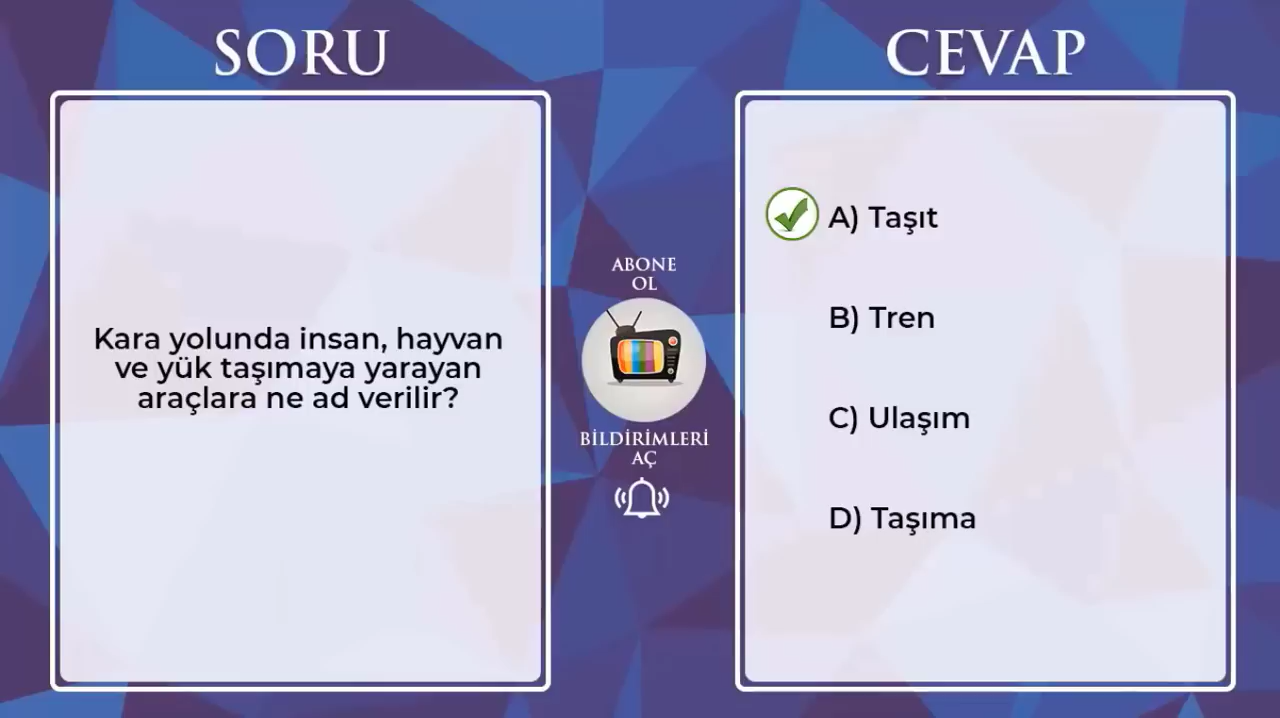 SORU
Kara yolunda insan, hayvan
ve yük taşımaya yarayan
araçlara ne ad verilir?
ABONE
OL
BİLDİRİMLERİ
AÇ
CEVAP
A) Taşıt
B) Tren
C) Ulaşım
D) Taşıma